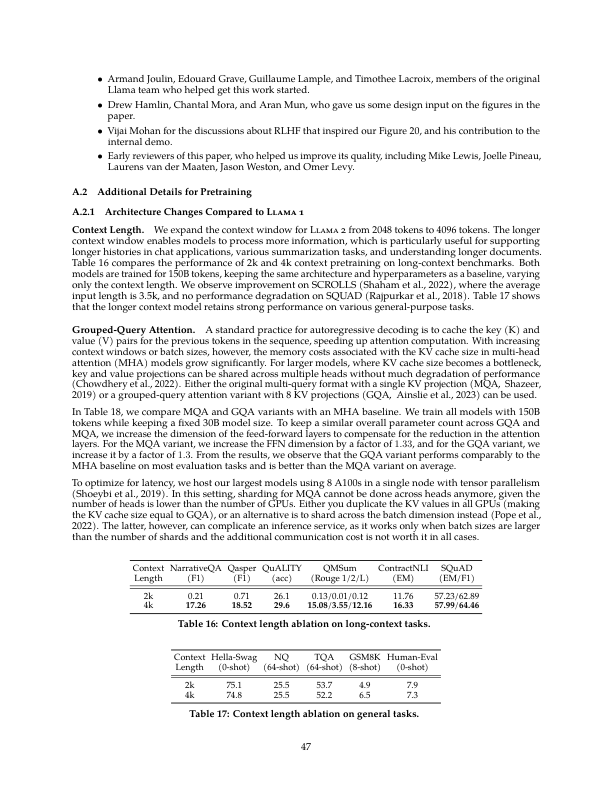 • Armand Joulin, Edouard Grave, Guillaume Lample, and Timothee Lacroix, members of the original
Llama team who helped get this work started.
• Drew Hamlin, Chantal Mora, and Aran Mun, who gave us some design input on the figures in the
paper.
• Vijai Mohan for the discussions about RLHF that inspired our Figure 20, and his contribution to the
internal demo.
• Early reviewers of this paper, who helped us improve its quality, including Mike Lewis, Joelle Pineau,
Laurens van der Maaten, Jason Weston, and Omer Levy.
A.2 Additional Details for Pretraining
A.2.1 Architecture Changes Compared to Llama 1
Context Length. We expand the context window for Llama 2 from 2048 tokens to 4096 tokens. The longer
context window enables models to process more information, which is particularly useful for supporting
longer histories in chat applications, various summarization tasks, and understanding longer documents.
Table 16 compares the performance of 2k and 4k context pretraining on long-context benchmarks. Both
models are trained for 150B tokens, keeping the same architecture and hyperparameters as a baseline, varying
only the context length. We observe improvement on SCROLLS (Shaham et al., 2022), where the average
input length is 3.5k, and no performance degradation on SQUAD (Rajpurkar et al., 2018). Table 17 shows
that the longer context model retains strong performance on various general-purpose tasks.
Grouped-Query Attention. A standard practice for autoregressive decoding is to cache the key (K) and
value (V) pairs for the previous tokens in the sequence, speeding up attention computation. With increasing
context windows or batch sizes, however, the memory costs associated with the KV cache size in multi-head
attention (MHA) models grow significantly. For larger models, where KV cache size becomes a bottleneck,
key and value projections can be shared across multiple heads without much degradation of performance
(Chowdhery et al., 2022). Either the original multi-query format with a single KV projection (MQA, Shazeer,
2019) or a grouped-query attention variant with 8 KV projections (GQA, Ainslie et al., 2023) can be used.
In Table 18, we compare MQA and GQA variants with an MHA baseline. We train all models with 150B
tokens while keeping a fixed 30B model size. To keep a similar overall parameter count across GQA and
MQA, we increase the dimension of the feed-forward layers to compensate for the reduction in the attention
layers. For the MQA variant, we increase the FFN dimension by a factor of 1.33, and for the GQA variant, we
increase it by a factor of 1.3. From the results, we observe that the GQA variant performs comparably to the
MHA baseline on most evaluation tasks and is better than the MQA variant on average.
To optimize for latency, we host our largest models using 8 A100s in a single node with tensor parallelism
(Shoeybi et al., 2019). In this setting, sharding for MQA cannot be done across heads anymore, given the
number of heads is lower than the number of GPUs. Either you duplicate the KV values in all GPUs (making
the KV cache size equal to GQA), or an alternative is to shard across the batch dimension instead (Pope et al.,
2022). The latter, however, can complicate an inference service, as it works only when batch sizes are larger
than the number of shards and the additional communication cost is not worth it in all cases.
Context NarrativeQA Qasper QuALITY QMSum ContractNLI SQuAD
Length (F1) (F1) (acc) (Rouge 1/2/L) (EM) (EM/F1)
2k 0.21 0.71 26.1 0.13/0.01/0.12 11.76 57.23/62.89
4k 17.26 18.52 29.6 15.08/3.55/12.16 16.33 57.99/64.46
Table 16: Context length ablation on long-context tasks.
Context Hella-Swag NQ TQA GSM8K Human-Eval
Length (0-shot) (64-shot) (64-shot) (8-shot) (0-shot)
2k 75.1 25.5 53.7 4.9 7.9
4k 74.8 25.5 52.2 6.5 7.3
Table 17: Context length ablation on general tasks.
47